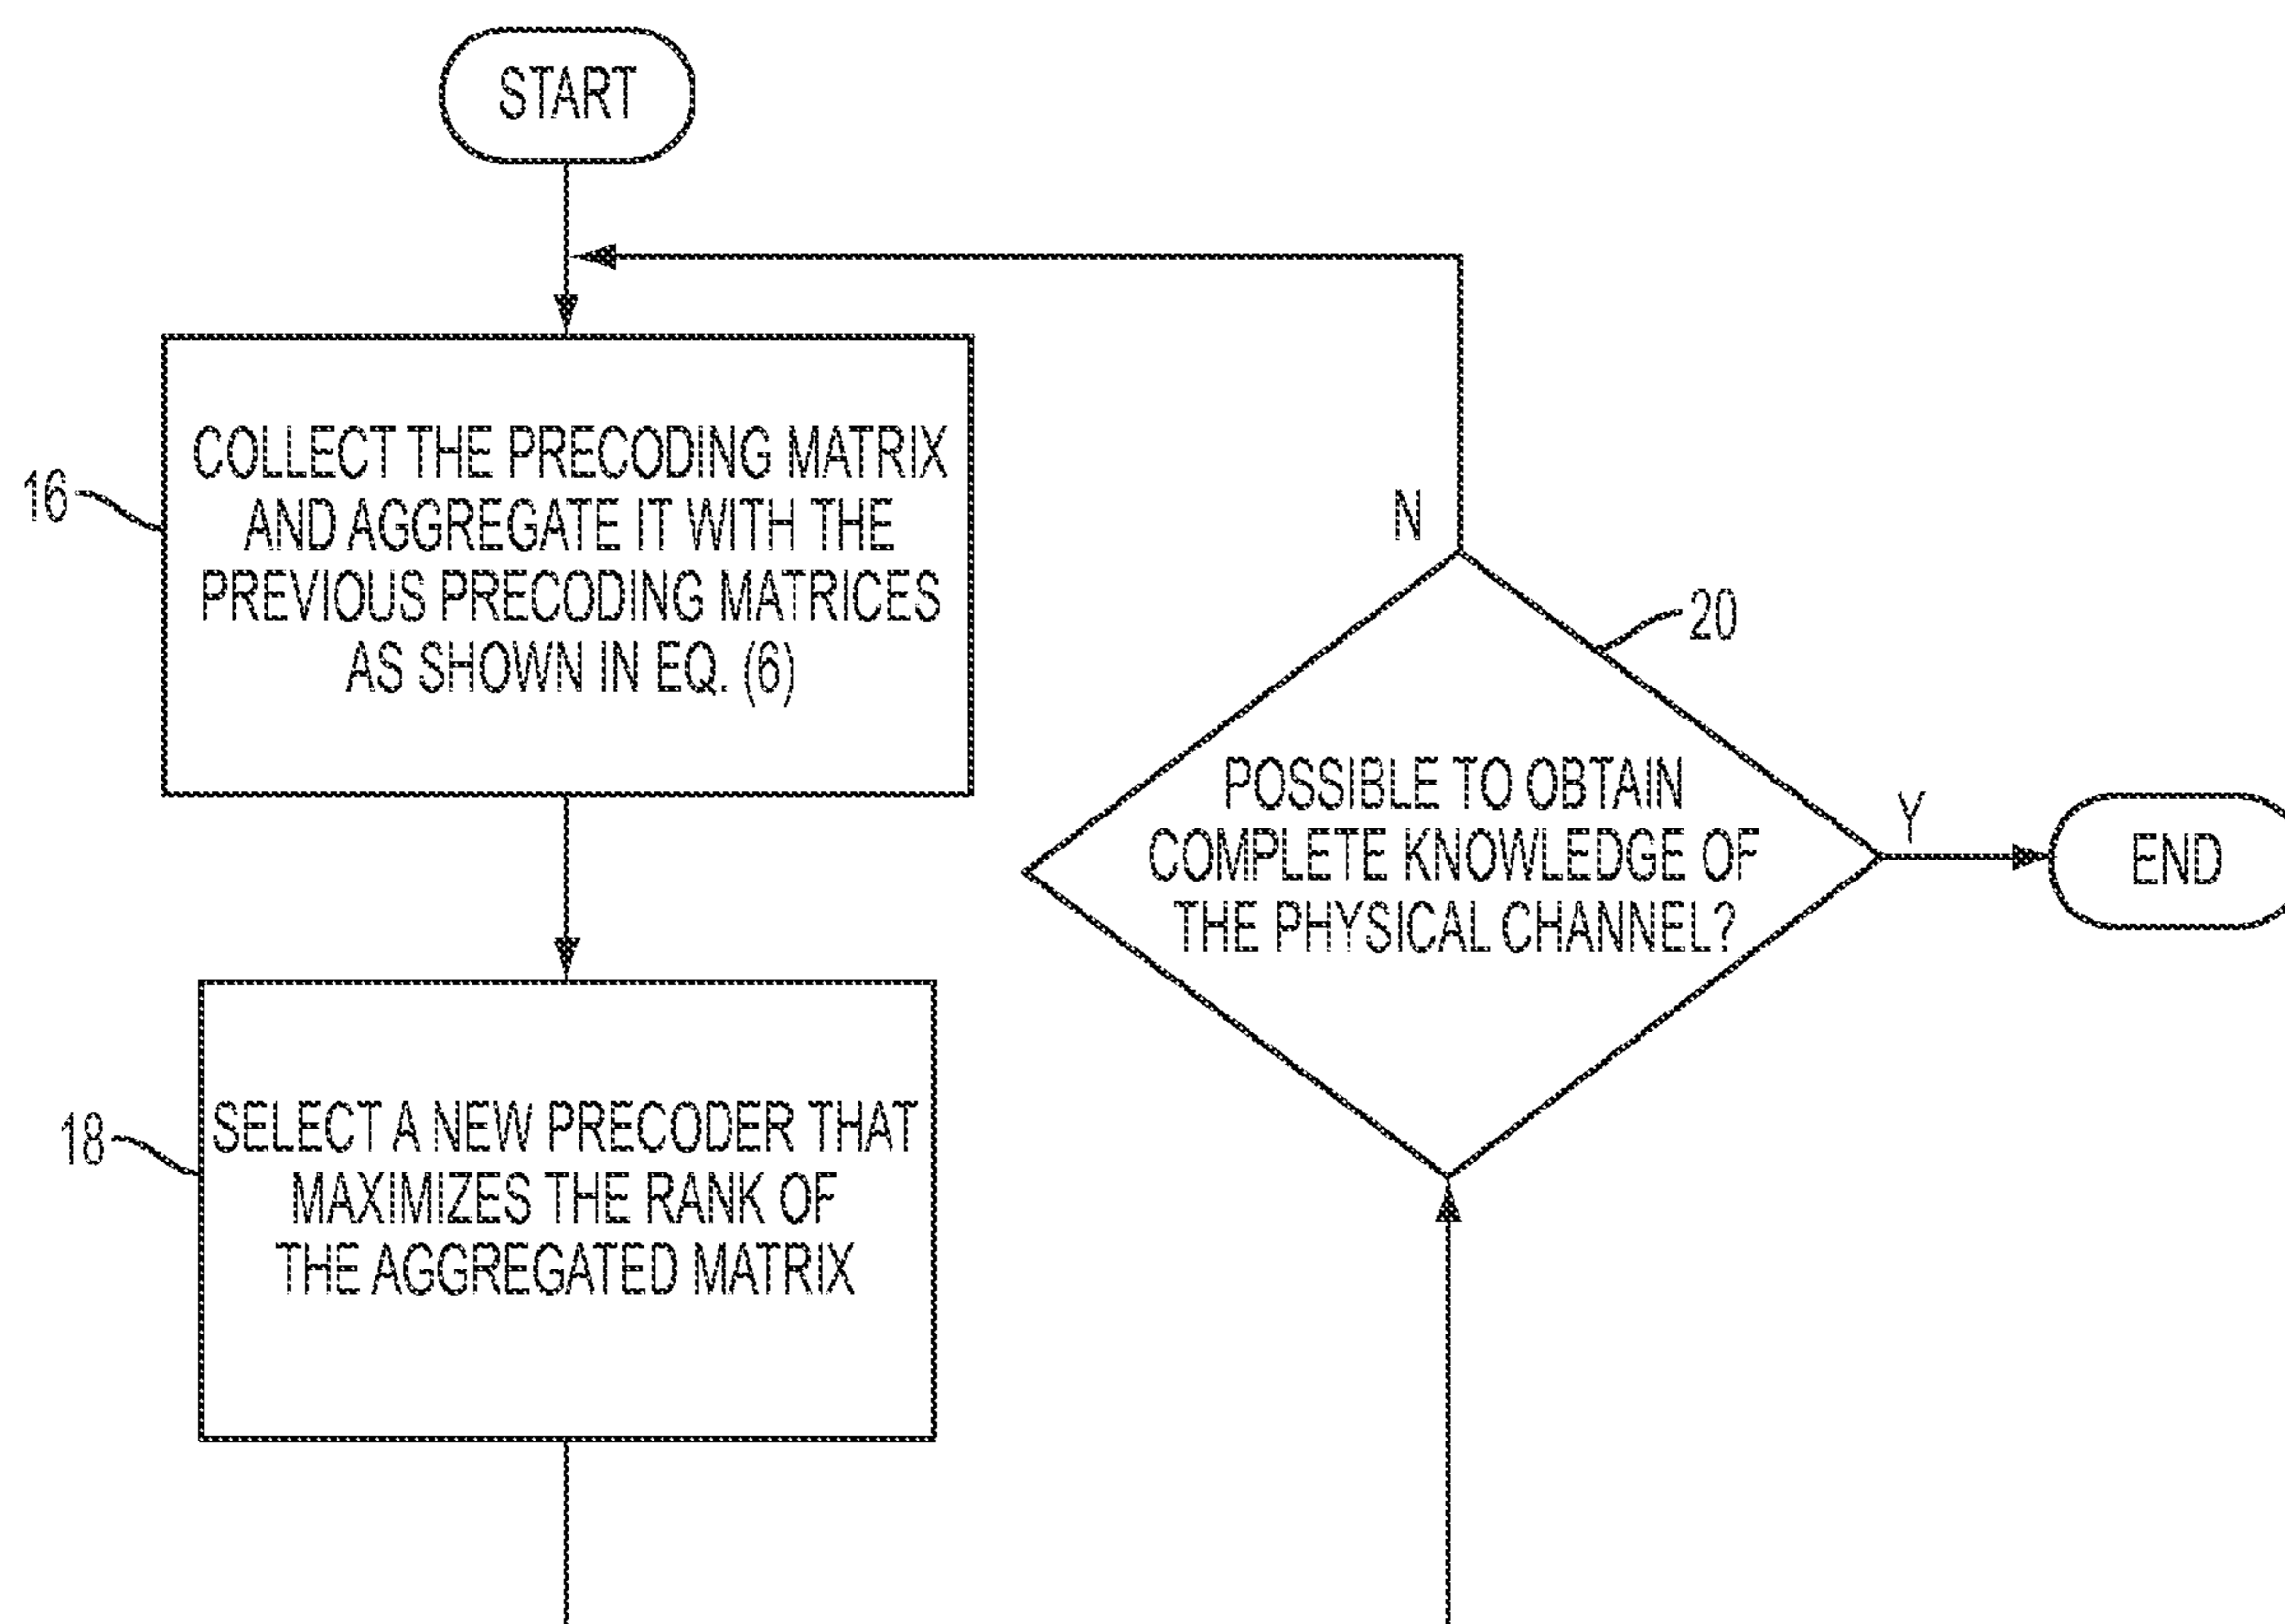 START
16
COLLECT THE PRECODING MATRIX
AND AGGREGATE IT WITH THE
PREVIOUS PRECODING MATRICES
AS SHOWN IN EQ. (6)
18
SELECT A NEW PRECODER THAT
MAXIMIZES THE RANK OF
THE AGGREGATED MATRIX
N
20
POSSIBLE TO OBTAIN
COMPLETE KNOWLEDGE OF
THE PHYSICAL CHANNEL?
Y
END